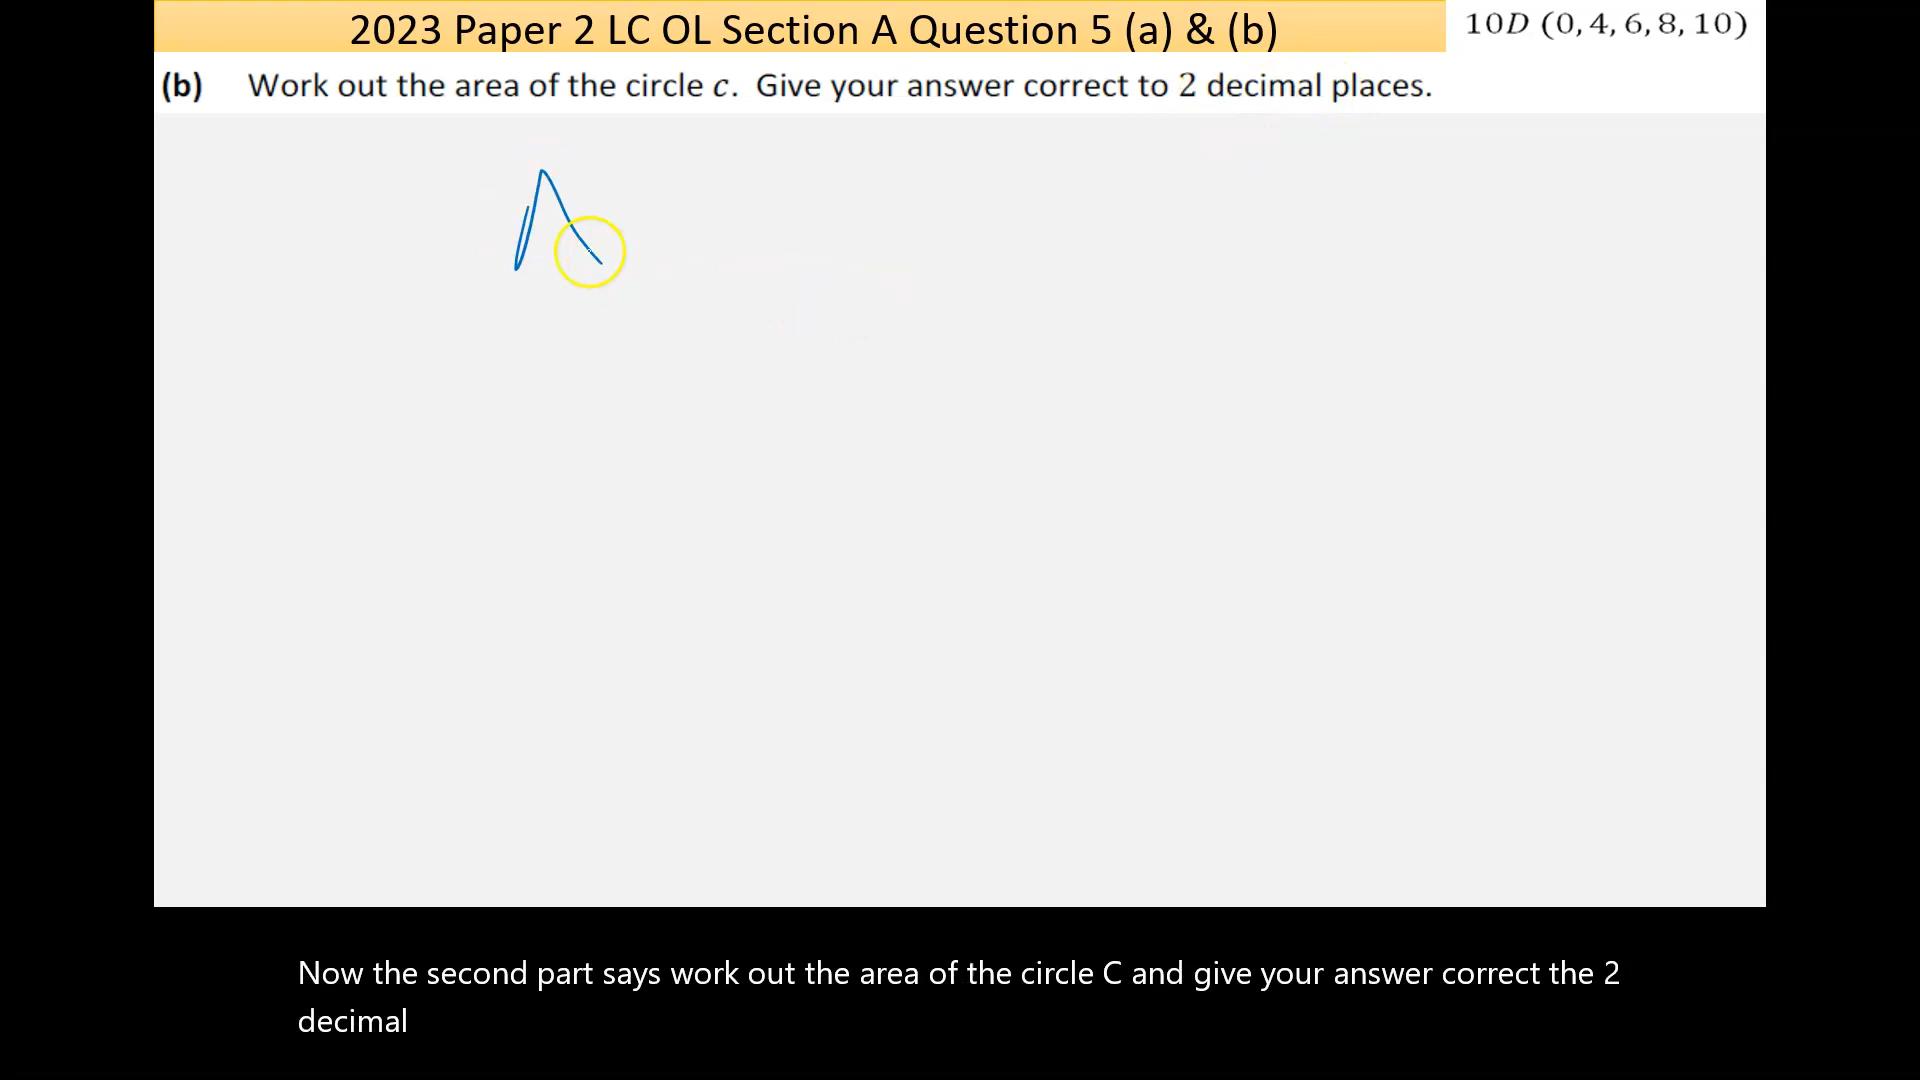 2023 Paper 2 LC OL Section A Question 5 (a) & (b)
10D (0, 4, 6, 8, 10)
(b) Work out the area of the circle c. Give your answer correct to 2 decimal places.
Now the second part says work out the area of the circle C and give your answer correct the 2
decimal